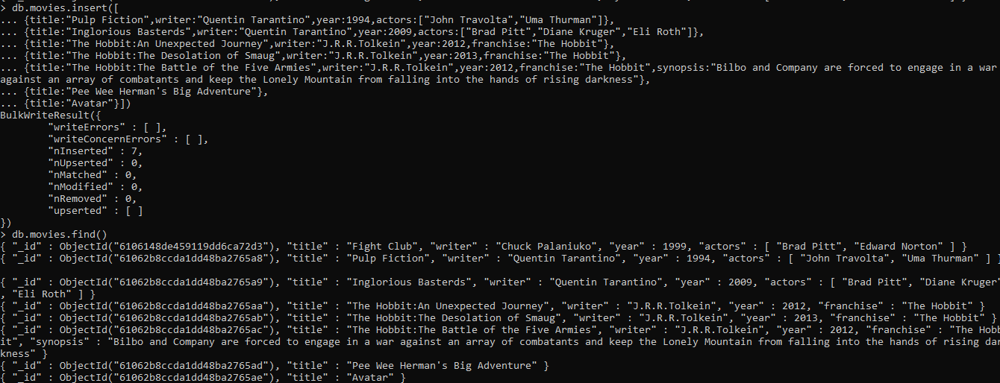 > db.movies.insert([
... {title:"Pulp Fiction",writer:"Quentin Tarantino",year:1994,actors:["John Travolta","Uma Thurman"]},
... {title:"Inglorious Basterds",writer:"Quentin Tarantino",year:2009,actors:["Brad Pitt","Diane Kruger","Eli Roth"]},
... {title:"The Hobbit:An Unexpected Journey",writer:"J.R.R.Tolkein",year:2012,franchise:"The Hobbit"},
... {title:"The Hobbit:The Desolation of Smaug",writer:"J.R.R.Tolkein",year:2013,franchise:"The Hobbit"},
... {title:"The Hobbit:The Battle of the Five Armies",writer:"J.R.R.Tolkein",year:2012,franchise:"The Hobbit",synopsis:"Bilbo and Company are forced to engage in a war
against an array of combatants and keep the Lonely Mountain from falling into the hands of rising darkness"},
... {title:"Pee Wee Herman's Big Adventure"},
... {title:"Avatar"}])
BulkWriteResult({
"writeErrors" : [ ],
"writeConcernErrors" : [ ],
"nInserted" : 7,
"nUpserted" : 0,
"nMatched" : 0,
"nModified" : 0,
"nRemoved" : 0,
"upserted" : [ ]
})
> db.movies.find()
{ "_id" : ObjectId("6106148de459119dd6ca72d3"), "title" : "Fight Club", "writer" : "Chuck Palaniuko", "year" : 1999, "actors" : [ "Brad Pitt", "Edward Norton" ] }
{ "_id" : ObjectId("61062b8ccda1dd48ba2765a8"), "title" : "Pulp Fiction", "writer" : "Quentin Tarantino", "year" : 1994, "actors" : [ "John Travolta", "Uma Thurman" ] }
{ "_id" : ObjectId("61062b8ccda1dd48ba2765a9"), "title" : "Inglorious Basterds", "writer" : "Quentin Tarantino", "year" : 2009, "actors" : [ "Brad Pitt", "Diane Kruger"
, "Eli Roth" ] }
{ "_id" : ObjectId("61062b8ccda1dd48ba2765aa"), "title" : "The Hobbit:An Unexpected Journey", "writer" : "J.R.R.Tolkein", "year" : 2012, "franchise" : "The Hobbit" }
{ "_id" : ObjectId("61062b8ccda1dd48ba2765ab"), "title" : "The Hobbit:The Desolation of Smaug", "writer" : "J.R.R.Tolkein", "year" : 2013, "franchise" : "The Hobbit" }
{ "_id" : ObjectId("61062b8ccda1dd48ba2765ac"), "title" : "The Hobbit:The Battle of the Five Armies", "writer" : "J.R.R.Tolkein", "year" : 2012, "franchise" : "The Hobb
it", "synopsis" : "Bilbo and Company are forced to engage in a war against an array of combatants and keep the Lonely Mountain from falling into the hands of rising dar
kness" }
{ "_id" : ObjectId("61062b8ccda1dd48ba2765ad"), "title" : "Pee Wee Herman's Big Adventure" }
{ "_id" : ObjectId("61062b8ccda1dd48ba2765ae"), "title" : "Avatar" }